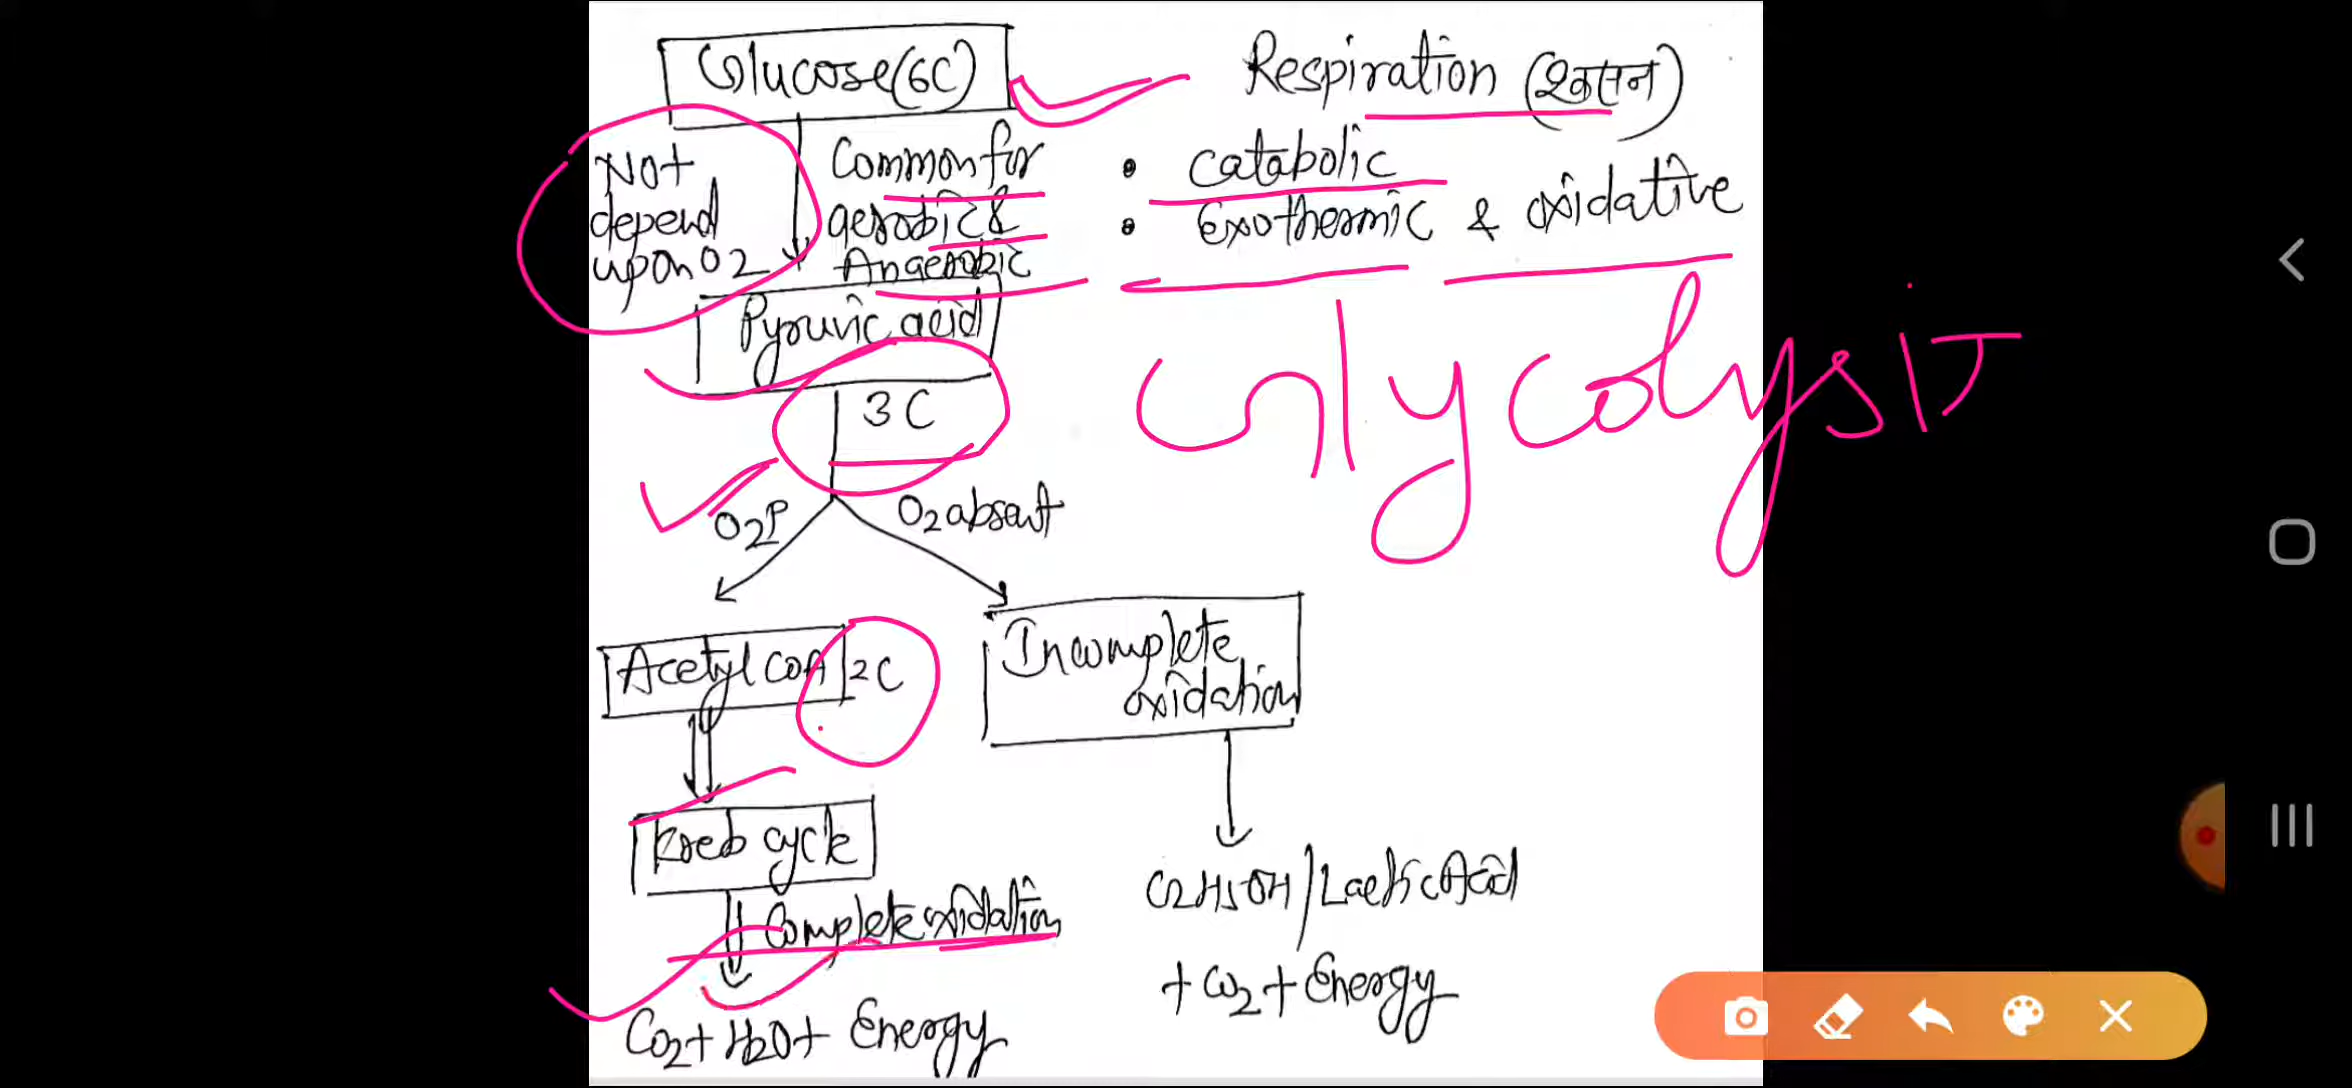 Glucose(6C)
Respiration (श्वसन)
Not
depend
upon O2
Common for
aerobic &
Anaerobic
• Catabolic
• Exothermic & oxidative
Glycolysis
Pyruvic acid
3C
O2P
O2 absent
Acetyl CoA 2C
Incomplete
oxidation
Kreb cycle
Complete oxidation
C2H5OH/Lactic Acid
+ CO2 + Energy
CO2 + H2O + Energy